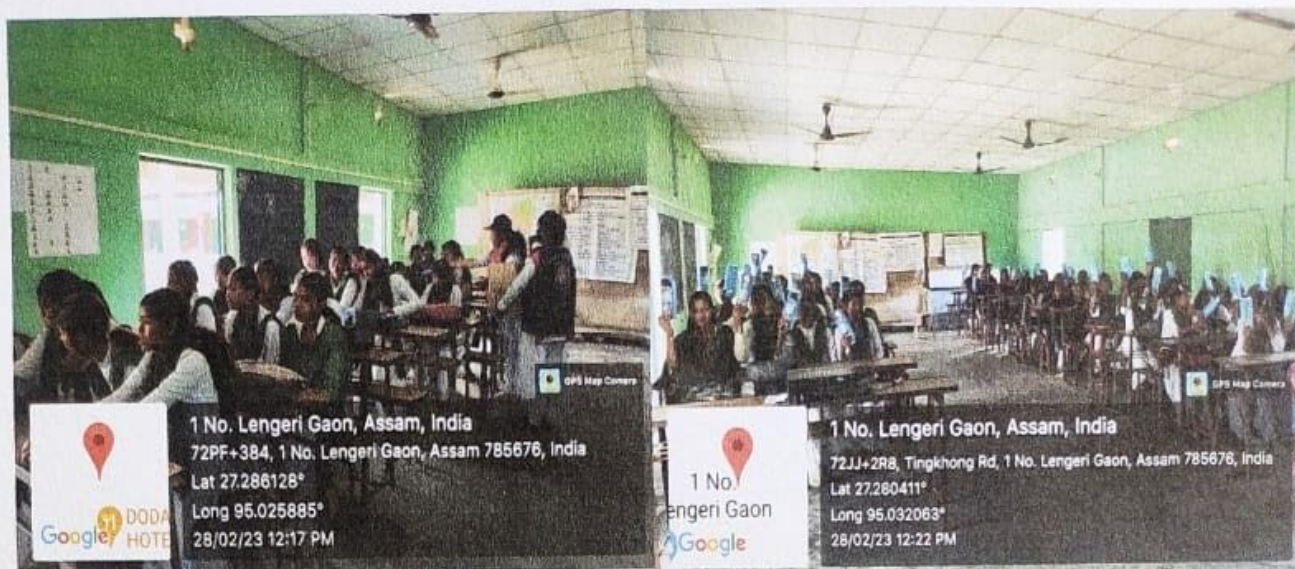 GPS Map Camera
1 No. Lengeri Gaon, Assam, India
72PF+384, 1 No. Lengeri Gaon, Assam 785676, India
Lat 27.286128°
Long 95.025885°
28/02/23 12:17 PM
DODA
HOTE
Google
GPS Map Camera
1 No. Lengeri Gaon, Assam, India
72JJ+2R8, Tingkhong Rd, 1 No. Lengeri Gaon, Assam 785676, India
Lat 27.280411°
Long 95.032063°
28/02/23 12:22 PM
1 No.
engeri Gaon
Google